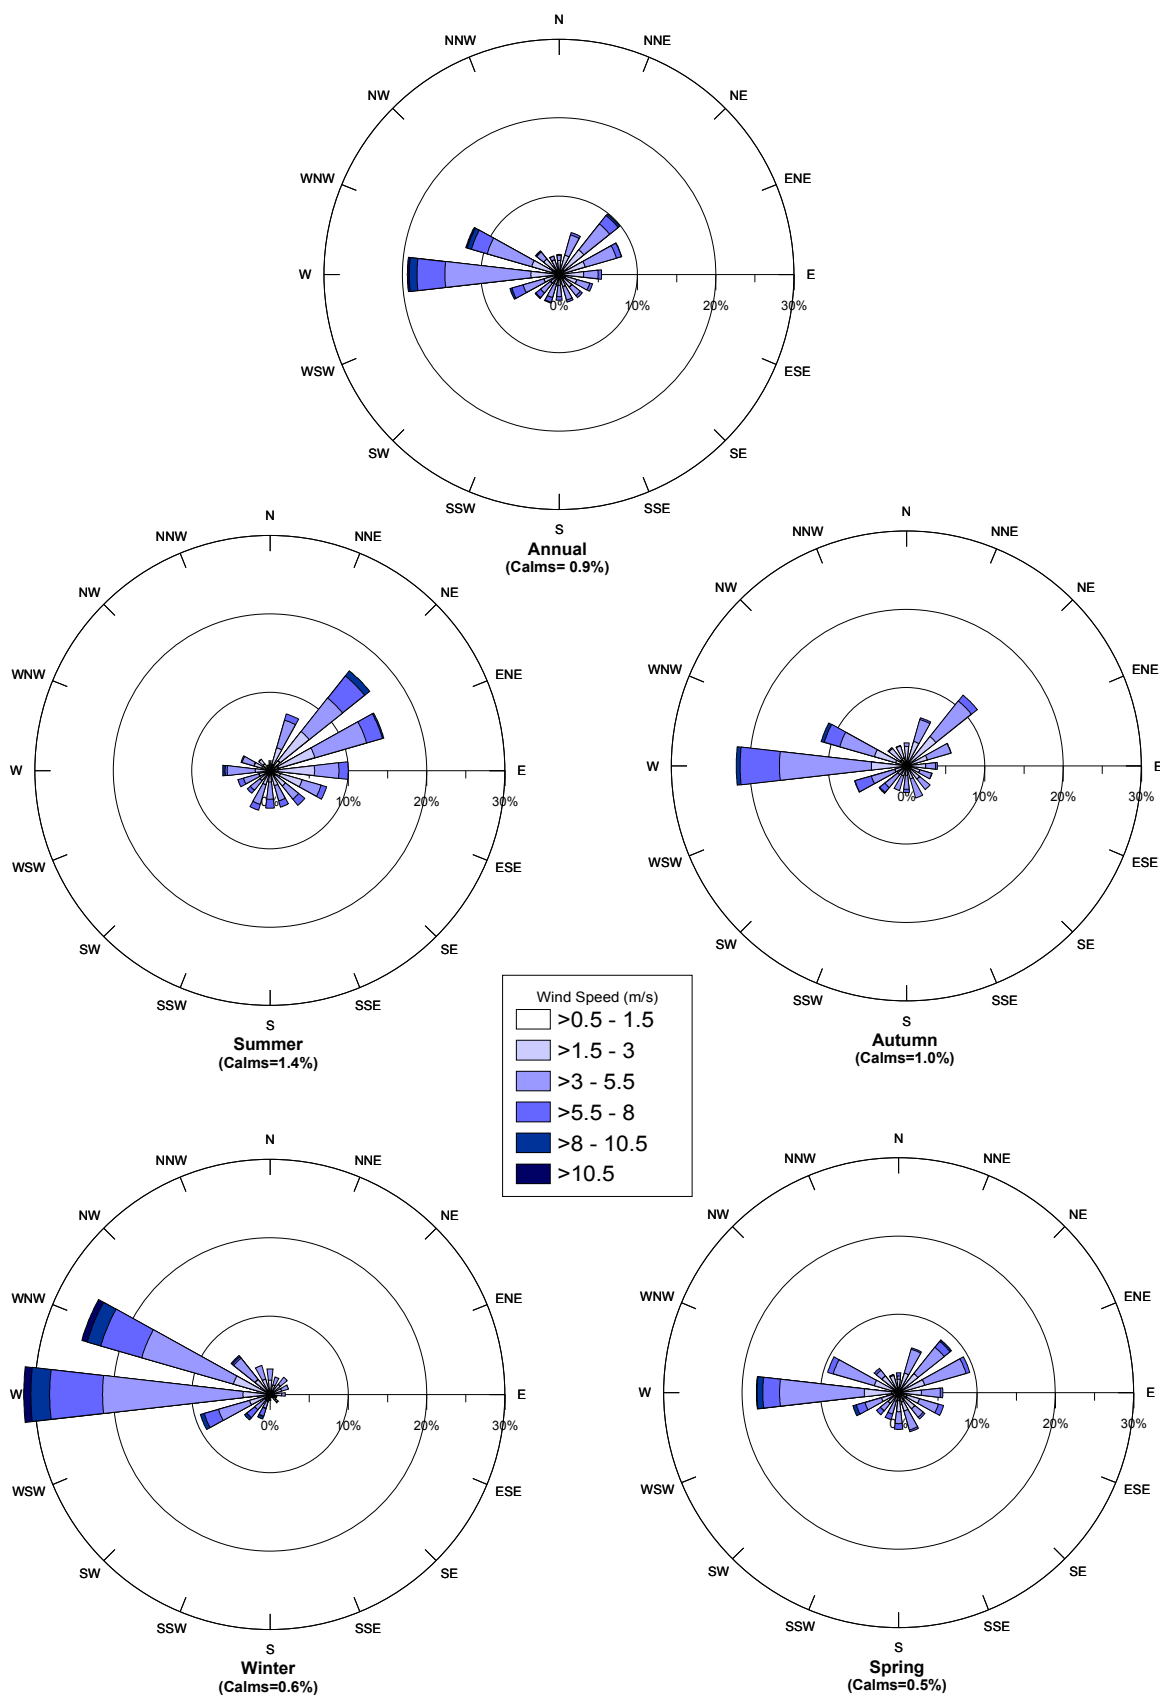 N
NNW NNE
NW NE
WNW ENE
W E
0% 10% 20% 30%
WSW ESE
SW SE
SSW SSE
S
Annual
(Calms= 0.9%)
N
NNW NNE
NW NE
WNW ENE
W E
10% 20% 30%
WSW ESE
SW SE
SSW SSE
S
Summer
(Calms=1.4%)
N
NNW NNE
NW NE
WNW ENE
W E
0% 10% 20% 30%
WSW ESE
SW SE
SSW SSE
S
Autumn
(Calms=1.0%)
Wind Speed (m/s)
>0.5 - 1.5
>1.5 - 3
>3 - 5.5
>5.5 - 8
>8 - 10.5
>10.5
N
NNW NNE
NW NE
WNW ENE
W E
0% 10% 20% 30%
WSW ESE
SW SE
SSW SSE
S
Winter
(Calms=0.6%)
N
NNW NNE
NW NE
WNW ENE
W E
10% 20% 30%
WSW ESE
SW SE
SSW SSE
S
Spring
(Calms=0.5%)